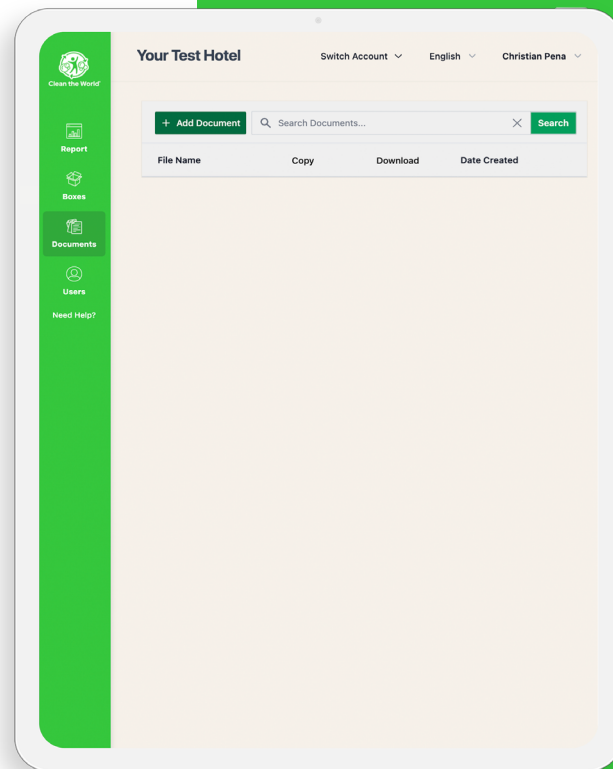 Clean the World
Your Test Hotel
Switch Account
English
Christian Pena
Report
Boxes
Documents
Users
Need Help?
+ Add Document
Search Documents...
Search
File Name
Copy
Download
Date Created